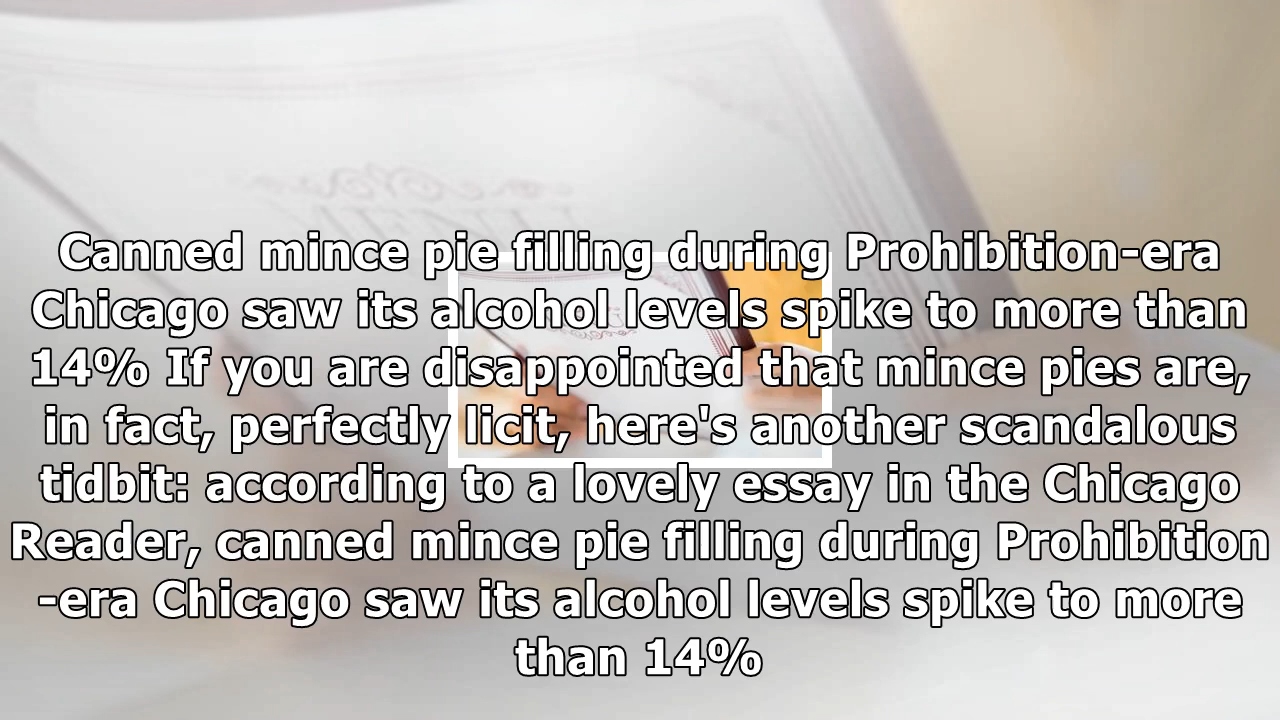 Canned mince pie filling during Prohibition-era
Chicago saw its alcohol levels spike to more than
14% If you are disappointed that mince pies are,
in fact, perfectly licit, here's another scandalous
tidbit: according to a lovely essay in the Chicago
Reader, canned mince pie filling during Prohibition
-era Chicago saw its alcohol levels spike to more
than 14%